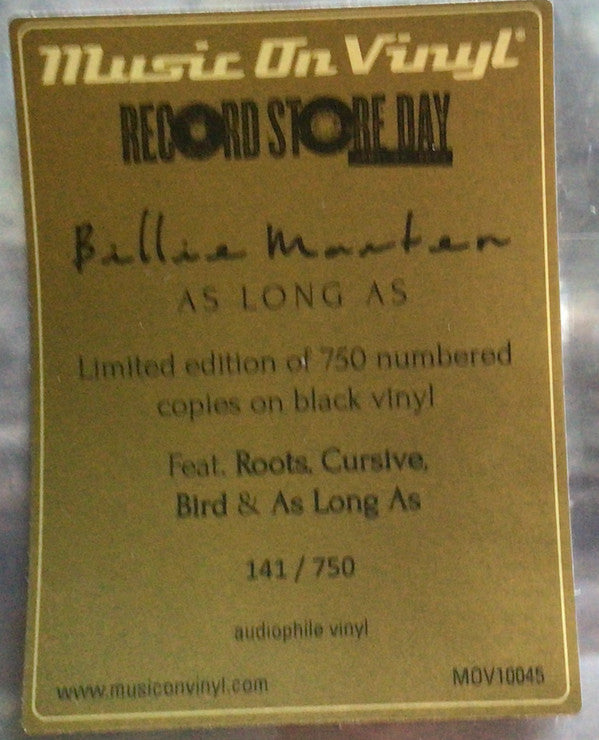 Music On Vinyl®
RECORD STORE DAY
Billie Marten
AS LONG AS
Limited edition of 750 numbered
copies on black vinyl
Feat. Roots, Cursive,
Bird & As Long As
141 / 750
audiophile vinyl
www.musiconvinyl.com
MOV10045